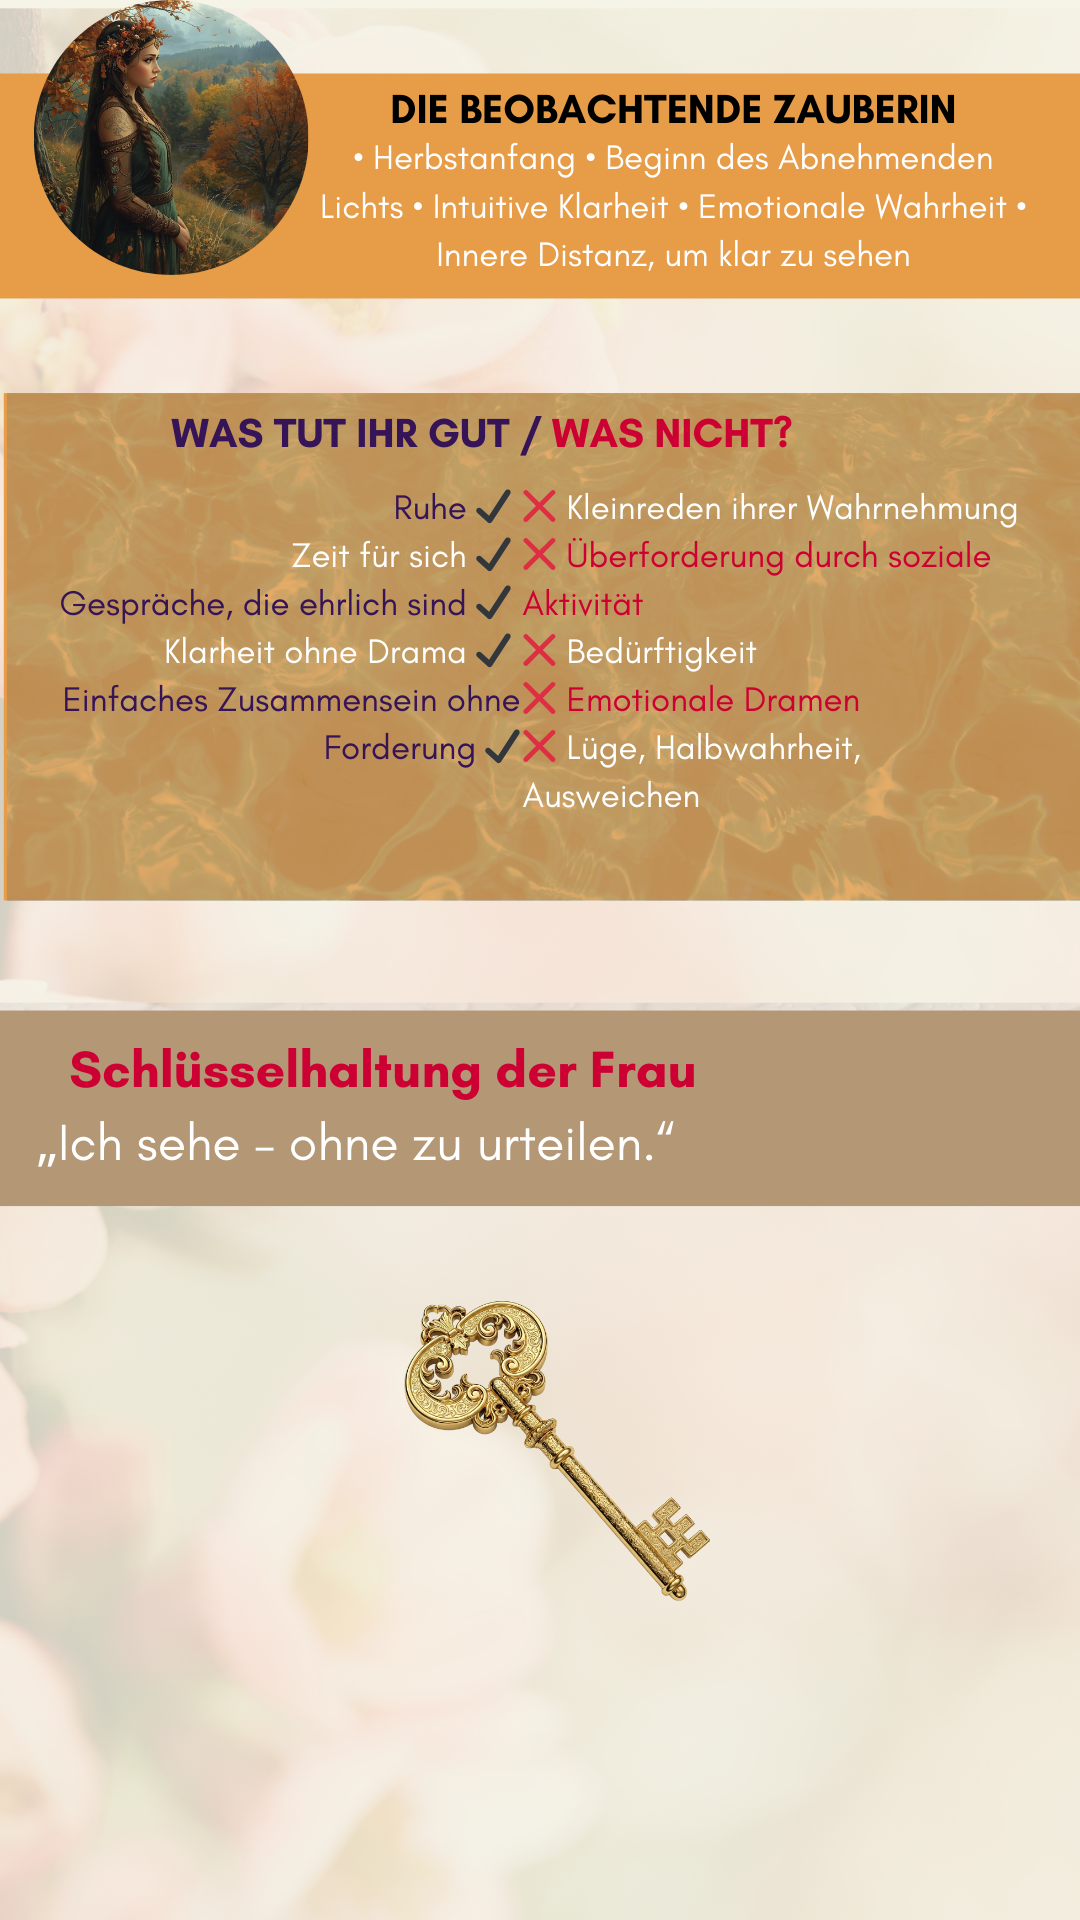 DIE BEOBACHTENDE ZAUBERIN
• Herbstanfang • Beginn des Abnehmenden
Lichts • Intuitive Klarheit • Emotionale Wahrheit •
Innere Distanz, um klar zu sehen
WAS TUT IHR GUT / WAS NICHT?
Ruhe ✔
Zeit für sich ✔
Gespräche, die ehrlich sind ✔
Klarheit ohne Drama ✔
Einfaches Zusammensein ohne
Forderung ✔
❌ Kleinreden ihrer Wahrnehmung
❌ Überforderung durch soziale
Aktivität
❌ Bedürftigkeit
❌ Emotionale Dramen
❌ Lüge, Halbwahrheit,
Ausweichen
Schlüsselhaltung der Frau
„Ich sehe – ohne zu urteilen.“